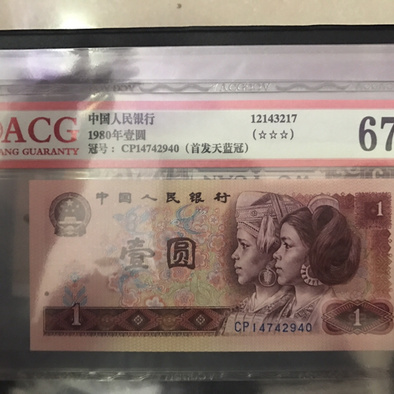 ACG
ANG GUARANTY
中国人民银行
1980年壹圆
冠号：CP14742940（首发天蓝冠）
12143217
(☆☆☆)
67
中国人民银行
1
壹圆
1
CP14742940
1